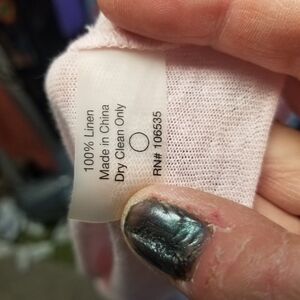 100% Linen
Made in China
Dry Clean Only
RN# 106535